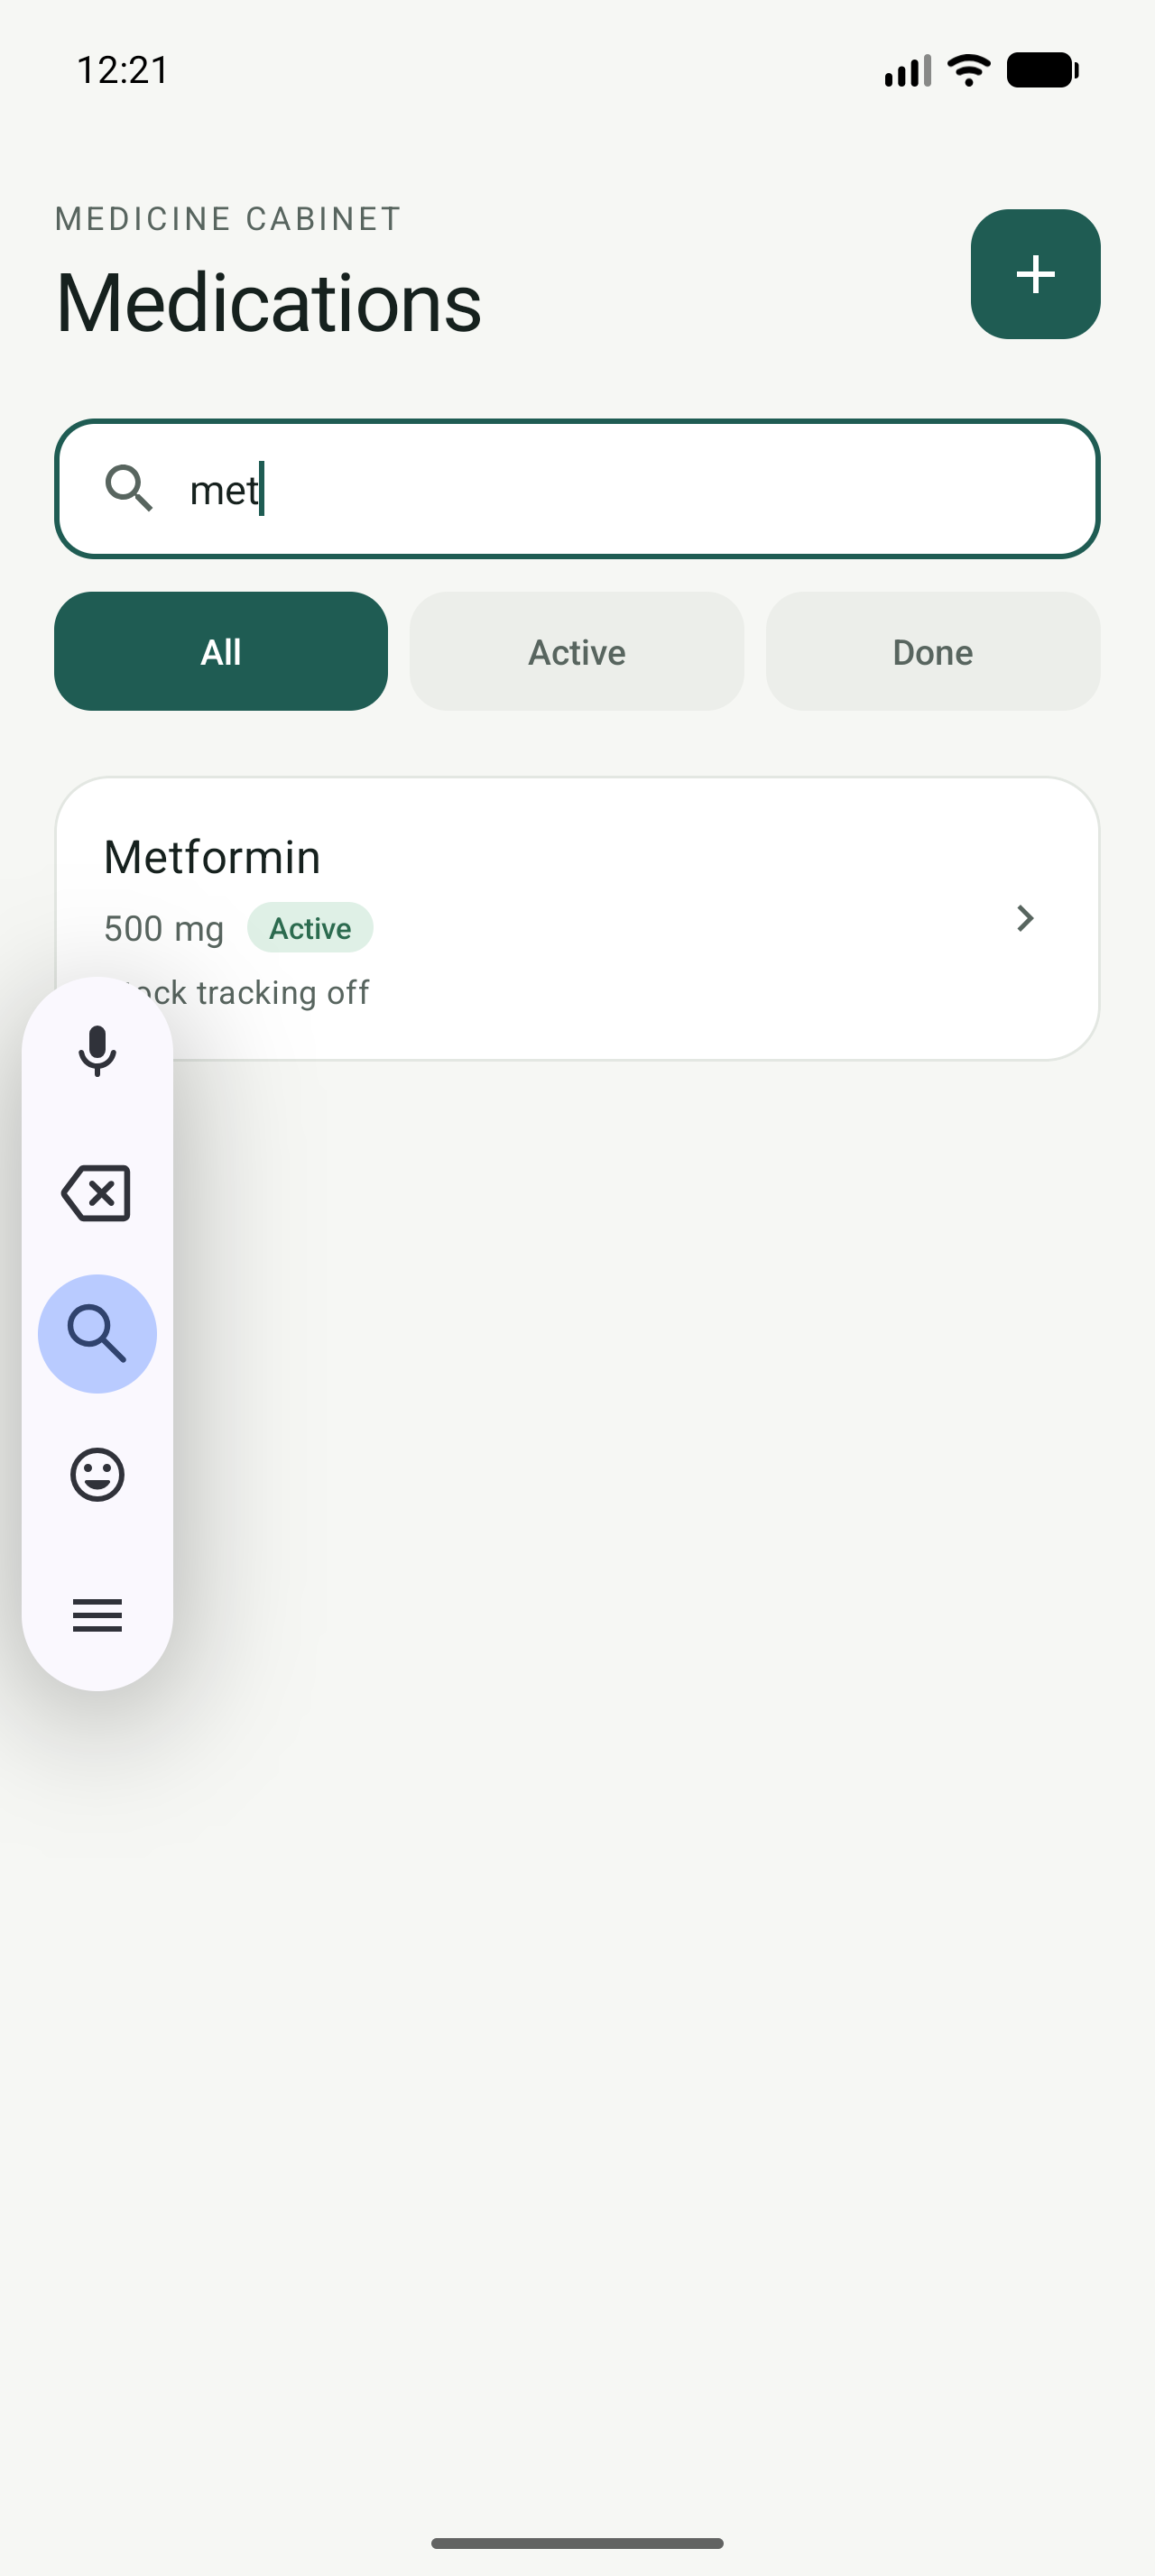 12:21
MEDICINE CABINET
Medications
met
All
Active
Done
Metformin
500 mg
Active
tracking off